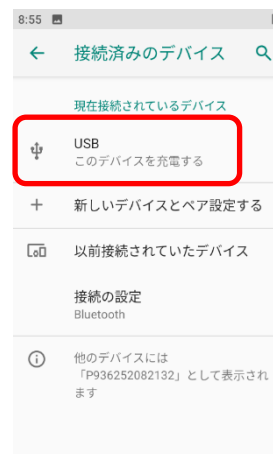 8:55
接続済みのデバイス
現在接続されているデバイス
USB
このデバイスを充電する
新しいデバイスとペア設定する
以前接続されていたデバイス
接続の設定
Bluetooth
他のデバイスには
「P936252082132」として表示され
ます